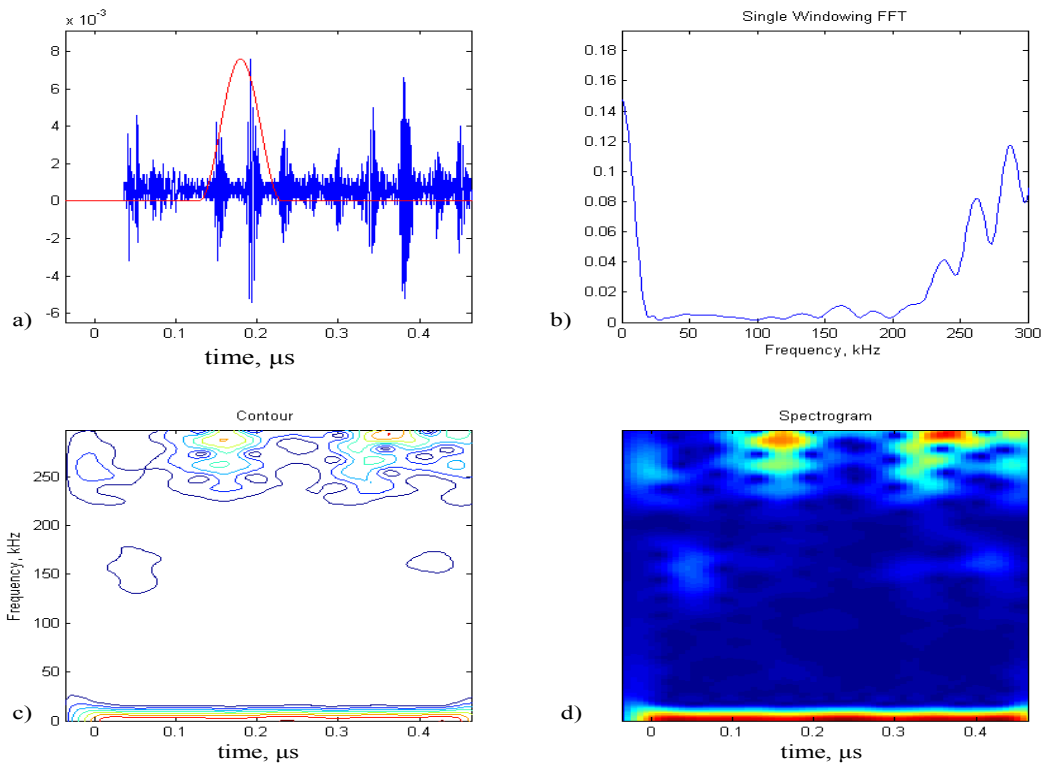 x 10-3
8
6
4
2
0
-2
-4
-6
0 0.1 0.2 0.3 0.4
time, μs
a)
Single Windowing FFT
0.18
0.16
0.14
0.12
0.1
0.08
0.06
0.04
0.02
0
0 50 100 150 200 250 300
Frequency, kHz
b)
Contour
Frequency, kHz
250
200
150
100
50
0
0 0.1 0.2 0.3 0.4
time, μs
c)
Spectrogram
0 0.1 0.2 0.3 0.4
time, μs
d)